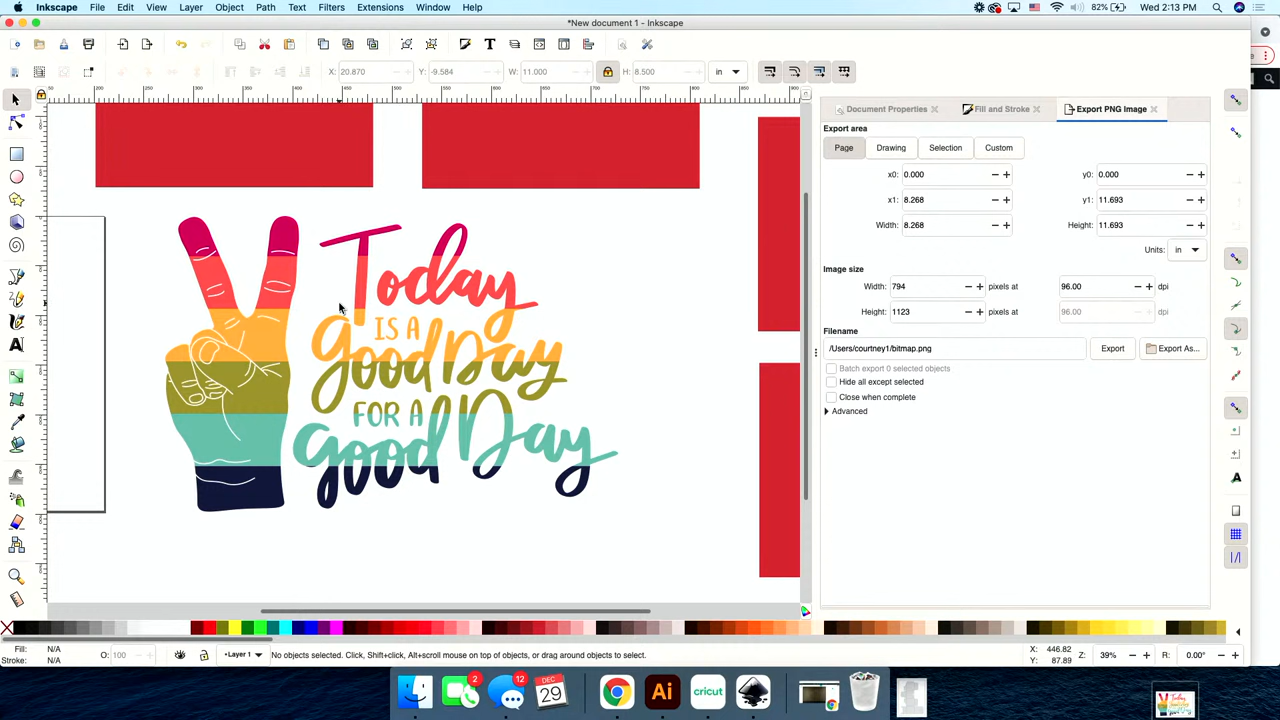 Inkscape File Edit View Layer Object Path Text Filters Extensions Window Help 82% Wed 2:13 PM
*New document 1 - Inkscape
X: 20.870 Y: -9.584 W: 11.000 H: 8.500 in
Document Properties Fill and Stroke Export PNG Image
Export area
Page Drawing Selection Custom
x0: 0.000 y0: 0.000
x1: 8.268 y1: 11.693
Width: 8.268 Height: 11.693
Units: in
Image size
Width: 794 pixels at 96.00 dpi
Height: 1123 pixels at 96.00 dpi
Filename
/Users/courtney1/bitmap.png Export Export As...
Batch export 0 selected objects
Hide all except selected
Close when complete
Advanced
Today
IS A
Good Day
FOR A
Good Day
Fill: N/A
Stroke: N/A
O: 100
•Layer 1
No objects selected. Click, Shift+click, Alt+scroll mouse on top of objects, or drag around objects to select.
X: 446.82
Y: 87.89
Z: 39%
R: 0.00°
2
12
DEC
29
Ai
cricut